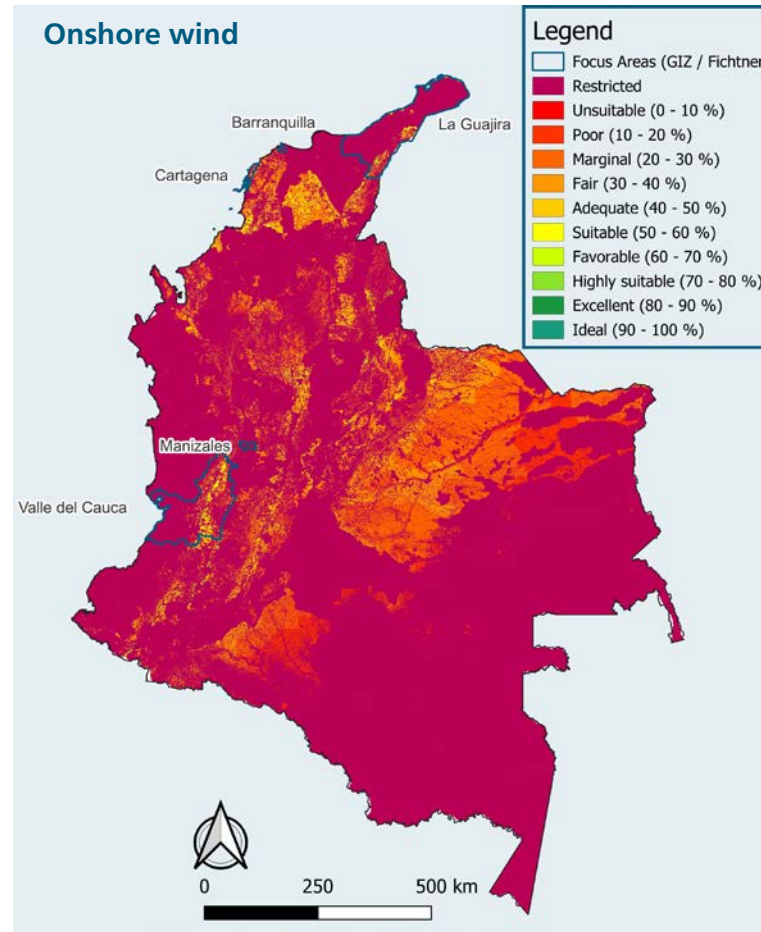 Onshore wind
Legend
Focus Areas (GIZ / Fichtner
Restricted
Unsuitable (0 - 10 %)
Poor (10 - 20 %)
Marginal (20 - 30 %)
Fair (30 - 40 %)
Adequate (40 - 50 %)
Suitable (50 - 60 %)
Favorable (60 - 70 %)
Highly suitable (70 - 80 %)
Excellent (80 - 90 %)
Ideal (90 - 100 %)
Barranquilla
La Guajira
Cartagena
Manizales
Valle del Cauca
0 250 500 km